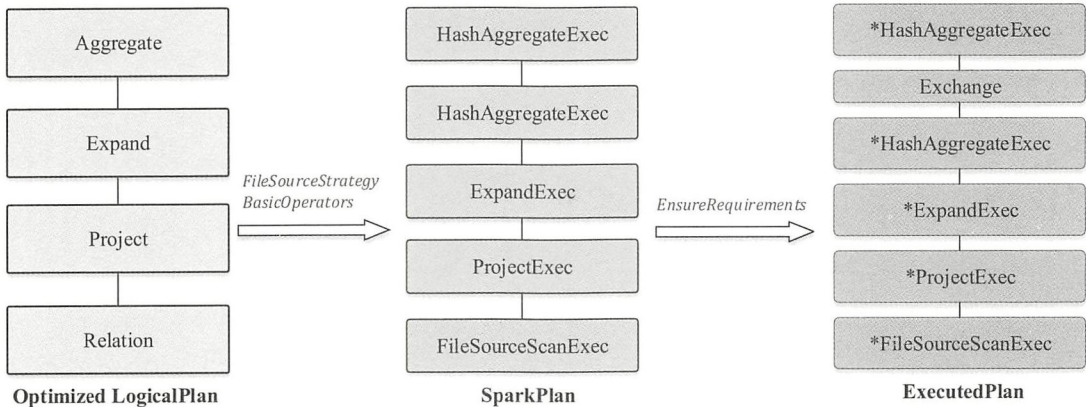 Aggregate
Expand
Project
Relation
Optimized LogicalPlan
FileSourceStrategy
BasicOperators
HashAggregateExec
HashAggregateExec
ExpandExec
ProjectExec
FileSourceScanExec
SparkPlan
EnsureRequirements
*HashAggregateExec
Exchange
*HashAggregateExec
*ExpandExec
*ProjectExec
*FileSourceScanExec
ExecutedPlan